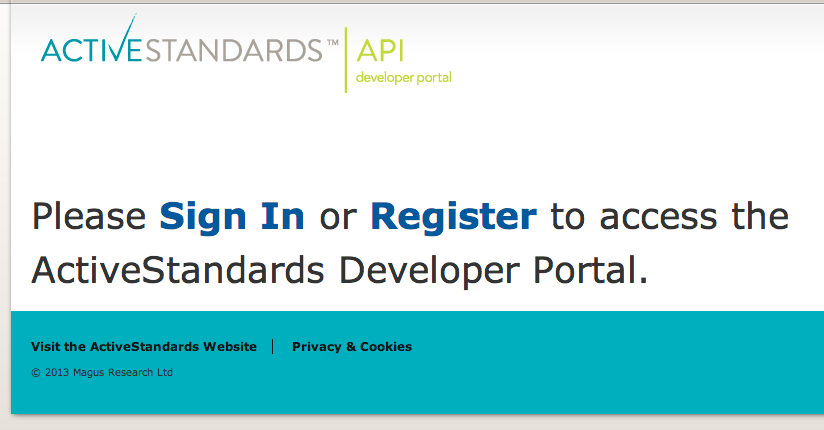 ACTIVESTANDARDS™ API
developer portal
Please Sign In or Register to access the
ActiveStandards Developer Portal.
Visit the ActiveStandards Website | Privacy & Cookies
© 2013 Magus Research Ltd